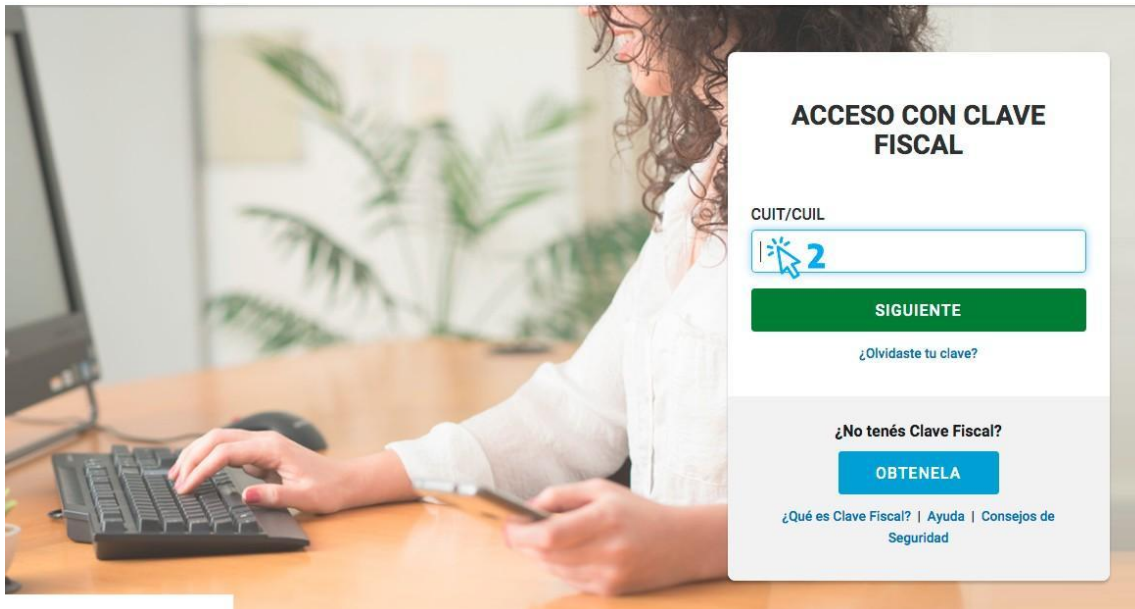 ACCESO CON CLAVE
FISCAL
CUIT/CUIL
2
SIGUIENTE
¿Olvidaste tu clave?
¿No tenés Clave Fiscal?
OBTENELA
¿Qué es Clave Fiscal? | Ayuda | Consejos de
Seguridad